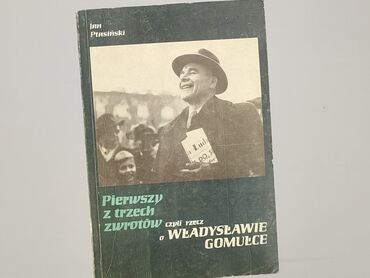 Jan
Ptasiński
Pierwszy
z trzech
zwrotów czyli rzecz
o WŁADYSŁAWIE
GOMUŁCE